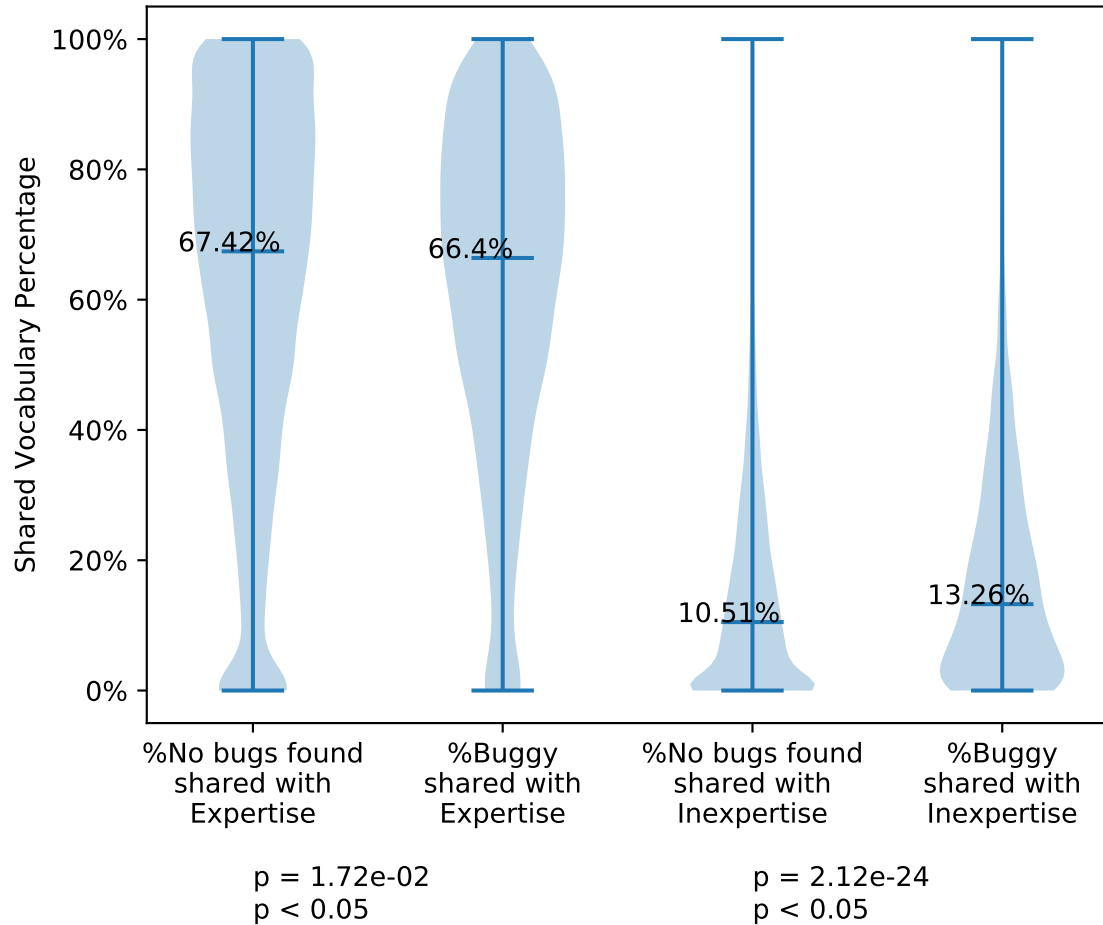 Shared Vocabulary Percentage
100%
80%
60%
40%
20%
0%
67.42%
66.4%
10.51%
13.26%
%No bugs found
shared with
Expertise
%Buggy
shared with
Expertise
%No bugs found
shared with
Inexpertise
%Buggy
shared with
Inexpertise
p = 1.72e-02
p < 0.05
p = 2.12e-24
p < 0.05